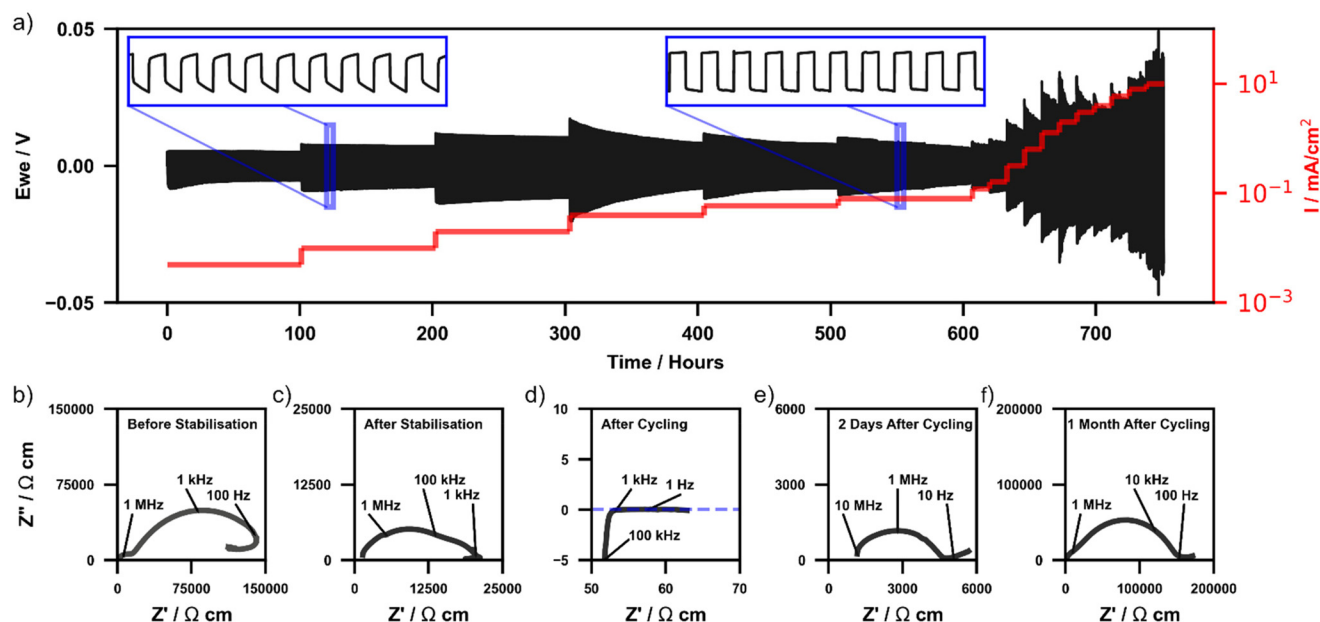 a)
0.05
0.00
−0.05
Ewe / V
10¹
10⁻¹
10⁻³
I / mA/cm²
0 100 200 300 400 500 600 700
Time / Hours
b)
150000
75000
0
Z'' / Ω cm
Before Stabilisation
1 MHz
1 kHz
100 Hz
0 75000 150000
Z' / Ω cm
c)
25000
12500
0
After Stabilisation
1 MHz
100 kHz
1 kHz
0 12500 25000
Z' / Ω cm
d)
10
5
0
−5
After Cycling
1 kHz
1 Hz
100 kHz
50 60 70
Z' / Ω cm
e)
6000
3000
0
2 Days After Cycling
10 MHz
1 MHz
10 Hz
0 3000 6000
Z' / Ω cm
f)
200000
100000
0
1 Month After Cycling
1 MHz
10 kHz
100 Hz
0 100000 200000
Z' / Ω cm